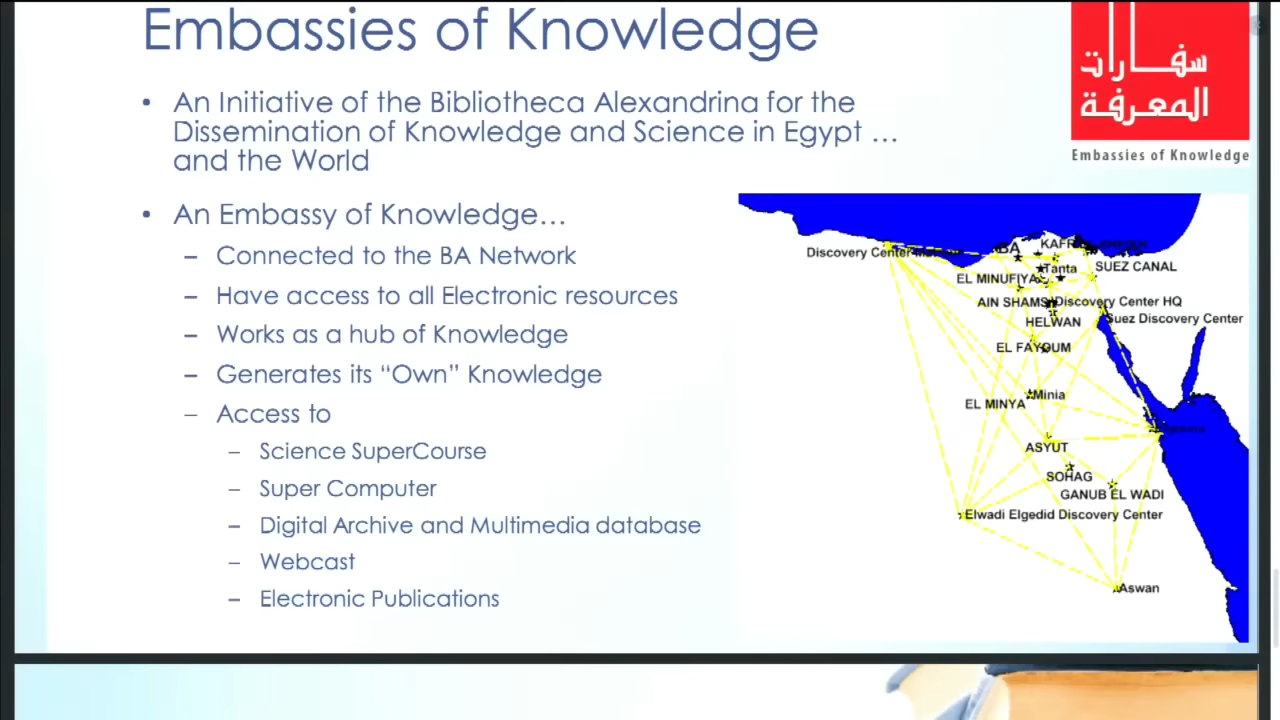 Embassies of Knowledge
سفارات
المعرفة
Embassies of Knowledge
• An Initiative of the Bibliotheca Alexandrina for the
Dissemination of Knowledge and Science in Egypt …
and the World
• An Embassy of Knowledge…
– Connected to the BA Network
– Have access to all Electronic resources
– Works as a hub of Knowledge
– Generates its “Own” Knowledge
– Access to
– Science SuperCourse
– Super Computer
– Digital Archive and Multimedia database
– Webcast
– Electronic Publications
Discovery Center
BA
Tanta
SUEZ CANAL
EL MINUFIYA
AIN SHAMS
Discovery Center HQ
HELWAN
Suez Discovery Center
EL FAYOUM
Minia
EL MINYA
ASYUT
SOHAG
GANUB EL WADI
Elwadi Elgedid Discovery Center
Aswan